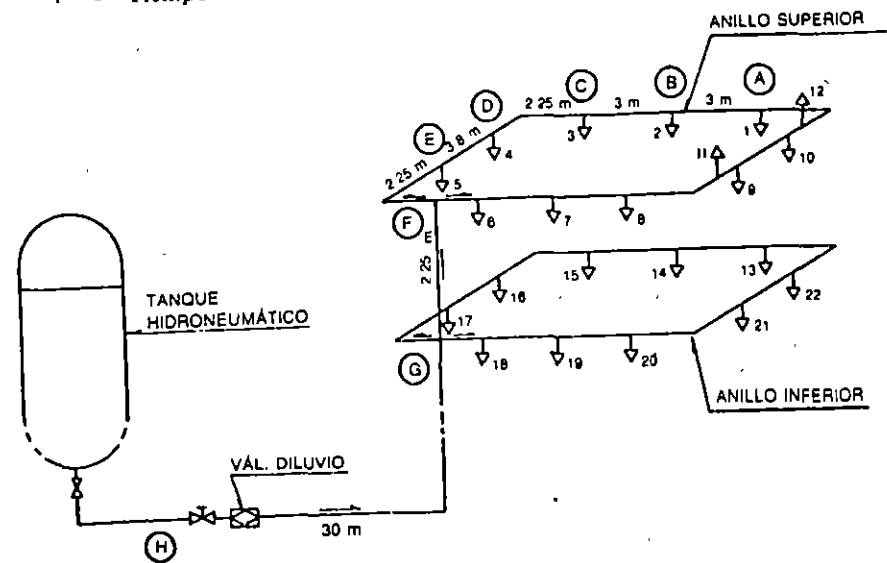 ANILLO SUPERIOR
A
B
C
D
E
F
G
H
2 25 m
3 m
3 m
3 8 m
2 25 m
2 25 m
1
2
3
4
5
6
7
8
9
10
11
12
13
14
15
16
17
18
19
20
21
22
TANQUE
HIDRONEUMÁTICO
ANILLO INFERIOR
VÁL. DILUVIO
30 m